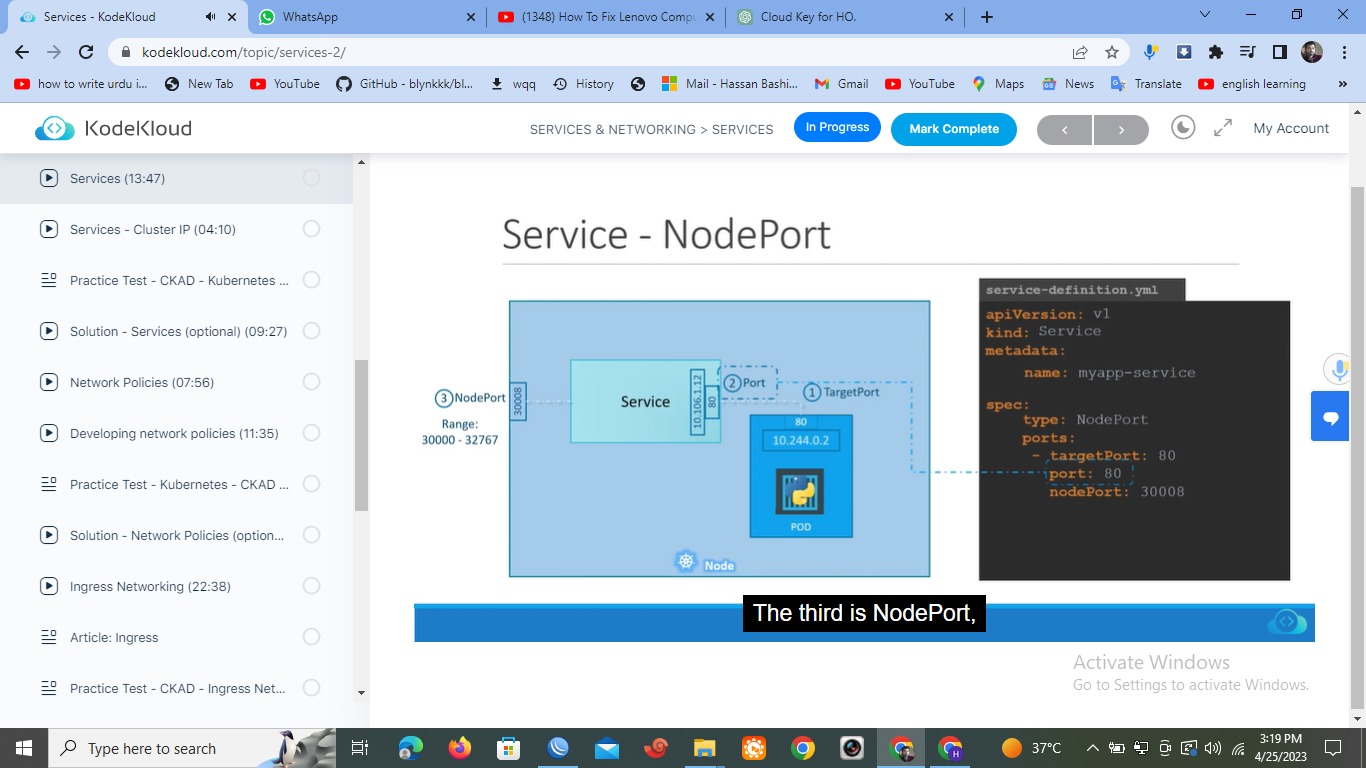 Services - KodeKloud
WhatsApp
(1348) How To Fix Lenovo Compu
Cloud Key for HO.
kodekloud.com/topic/services-2/
how to write urdu i...
New Tab
YouTube
GitHub - blynkkk/bl...
wqq
History
Mail - Hassan Bashi...
Gmail
YouTube
Maps
News
Translate
english learning
»
KodeKloud
SERVICES & NETWORKING > SERVICES
In Progress
Mark Complete
<
>
My Account
Services (13:47)
Services - Cluster IP (04:10)
Practice Test - CKAD - Kubernetes ...
Solution - Services (optional) (09:27)
Network Policies (07:56)
Developing network policies (11:35)
Practice Test - Kubernetes - CKAD ...
Solution - Network Policies (option...
Ingress Networking (22:38)
Article: Ingress
Practice Test - CKAD - Ingress Net...
Service - NodePort
3 NodePort
Range:
30000 - 32767
30008
Service
10.106.1.12
80
2 Port
1 TargetPort
80
10.244.0.2
POD
Node
service-definition.yml
apiVersion: v1
kind: Service
metadata:
name: myapp-service
spec:
type: NodePort
ports:
- targetPort: 80
port: 80
nodePort: 30008
The third is NodePort,
Activate Windows
Go to Settings to activate Windows.
Type here to search
H
37°C
3:19 PM
4/25/2023